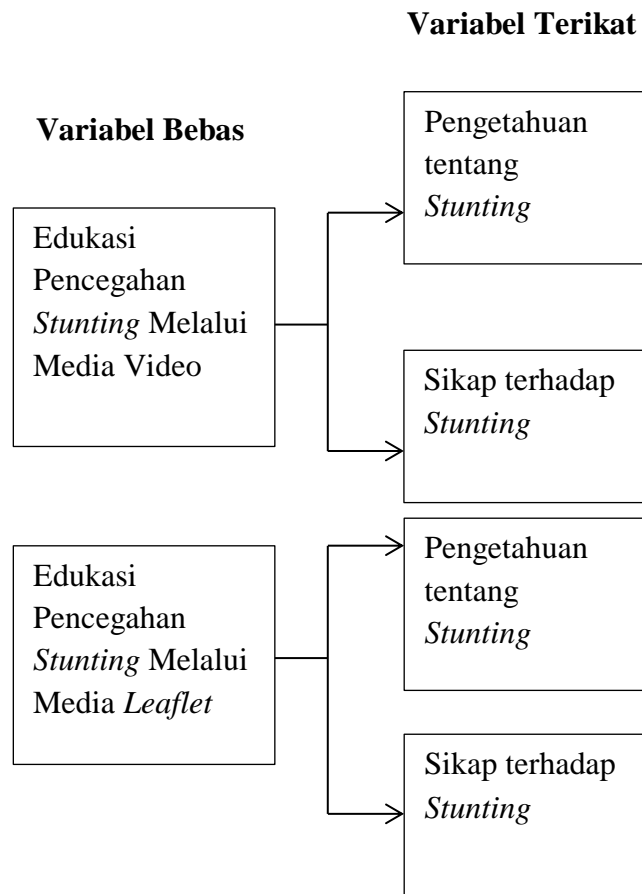 Variabel Terikat
Variabel Bebas
Pengetahuan
tentang
Stunting
Edukasi
Pencegahan
Stunting Melalui
Media Video
Sikap terhadap
Stunting
Edukasi
Pencegahan
Stunting Melalui
Media Leaflet
Pengetahuan
tentang
Stunting
Sikap terhadap
Stunting